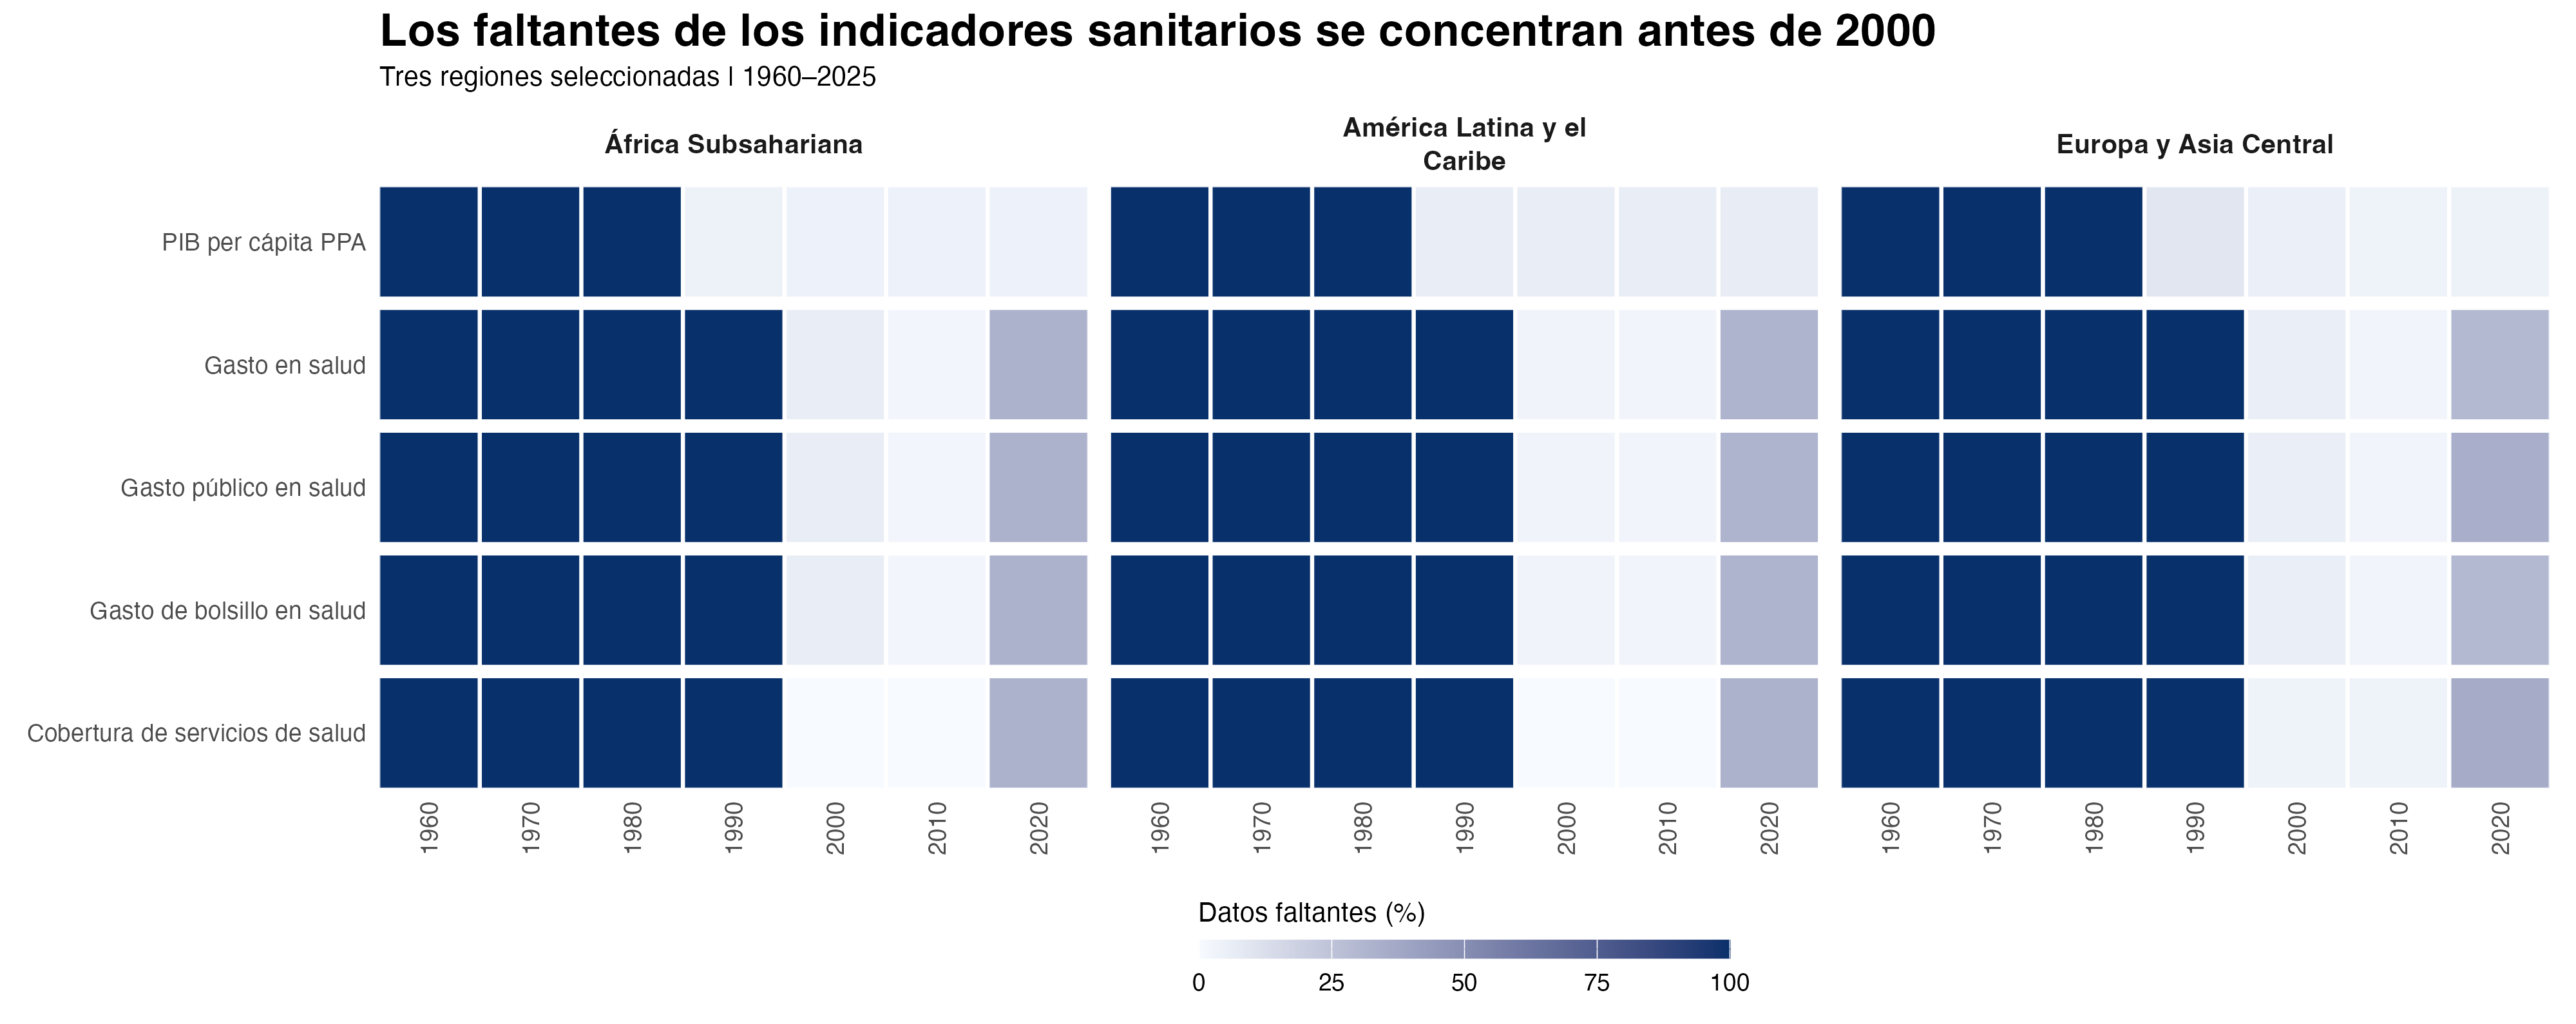 Los faltantes de los indicadores sanitarios se concentran antes de 2000
Tres regiones seleccionadas | 1960–2025
África Subsahariana
América Latina y el
Caribe
Europa y Asia Central
PIB per cápita PPA
Gasto en salud
Gasto público en salud
Gasto de bolsillo en salud
Cobertura de servicios de salud
1960 1970 1980 1990 2000 2010 2020
1960 1970 1980 1990 2000 2010 2020
1960 1970 1980 1990 2000 2010 2020
Datos faltantes (%)
0 25 50 75 100